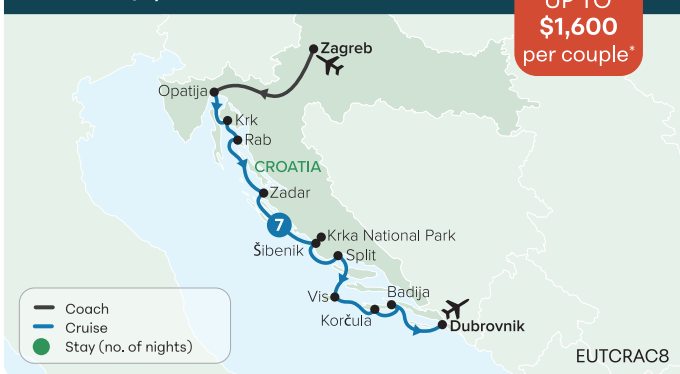 UP TO
$1,600
per couple*
Zagreb
Opatija
Krk
Rab
CROATIA
Zadar
7
Krka National Park
Šibenik
Split
Vis
Badija
Korčula
Dubrovnik
Coach
Cruise
Stay (no. of nights)
EUTCRAC8